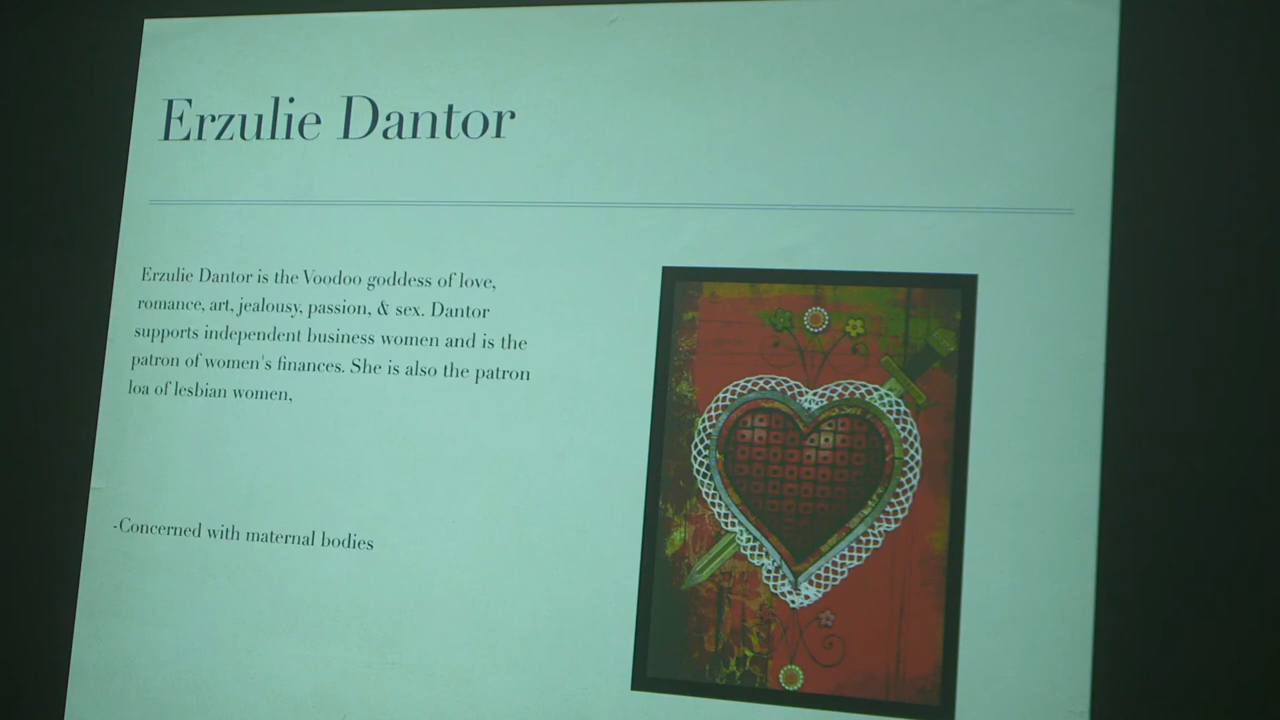 Erzulie Dantor
Erzulie Dantor is the Voodoo goddess of love,
romance, art, jealousy, passion, & sex. Dantor
supports independent business women and is the
patron of women's finances. She is also the patron
loa of lesbian women,
-Concerned with maternal bodies